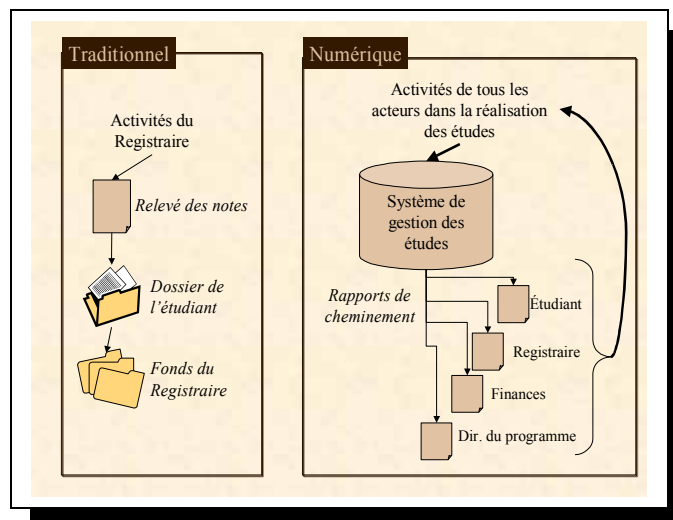 Traditionnel
Activités du
Registraire
Relevé des notes
Dossier de
l’étudiant
Fonds du
Registraire
Numérique
Activités de tous les
acteurs dans la réalisation
des études
Système de
gestion des
études
Rapports de
cheminement
Étudiant
Registraire
Finances
Dir. du programme